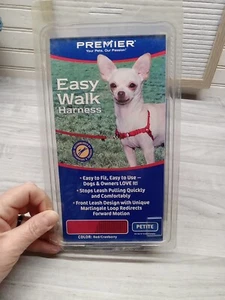 PREMIER
Your Pets, Our Passion.
Easy
Walk
Harness
• Easy to Fit, Easy to Use —
Dogs & Owners LOVE It!
• Stops Leash Pulling Quickly
and Comfortably
• Front Leash Design with Unique
Martingale Loop Redirects
Forward Motion
PETITE
COLOR: Red/Cranberry